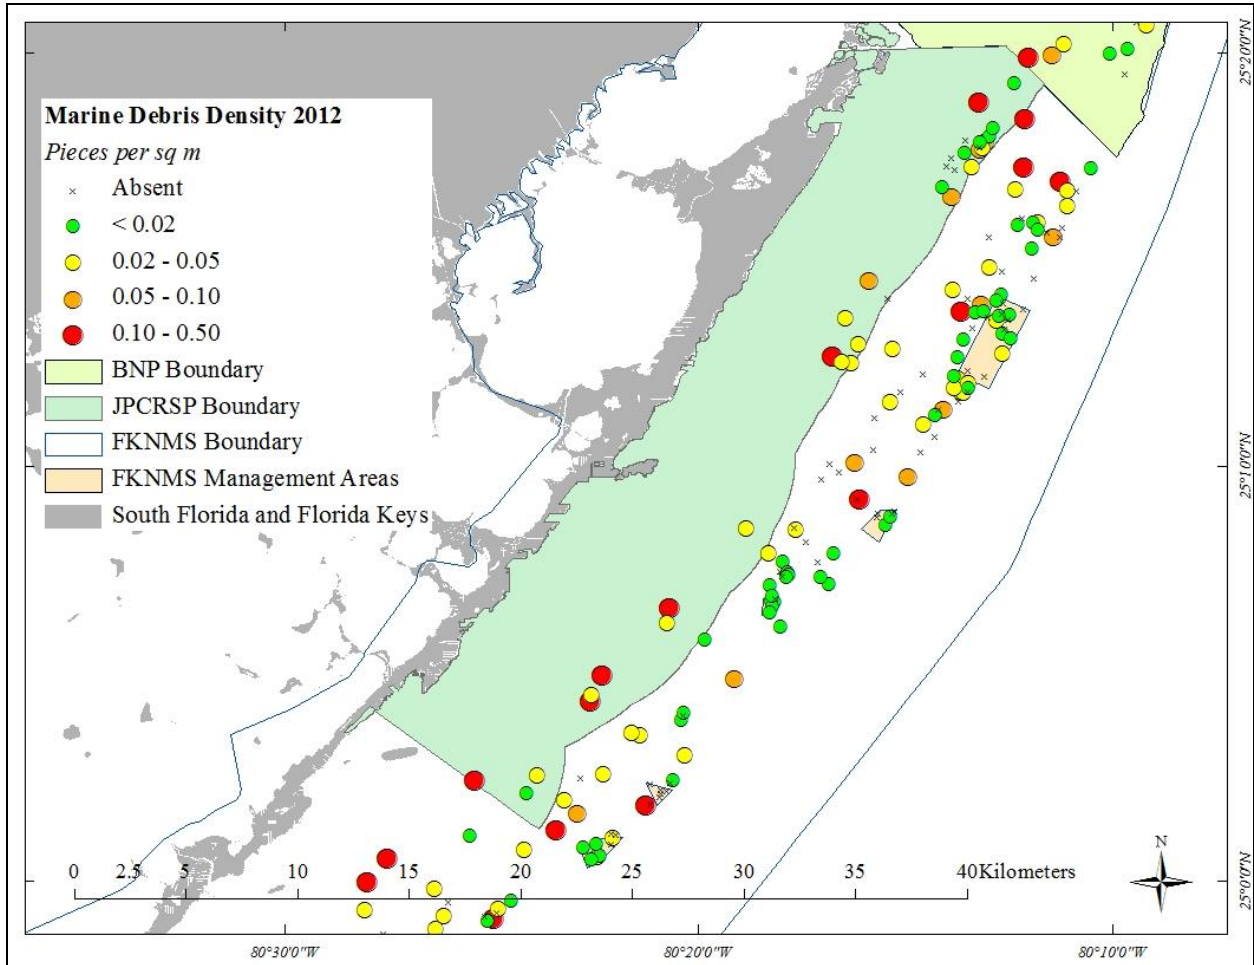 25°20'0"N
Marine Debris Density 2012
Pieces per sq m
Absent
< 0.02
0.02 - 0.05
0.05 - 0.10
0.10 - 0.50
BNP Boundary
JPCRSP Boundary
FKNMS Boundary
FKNMS Management Areas
South Florida and Florida Keys
25°10'0"N
N
0 2.5 5 10 15 20 25 30 35 40 Kilometers
25°0'0"N
80°30'0"W 80°20'0"W 80°10'0"W